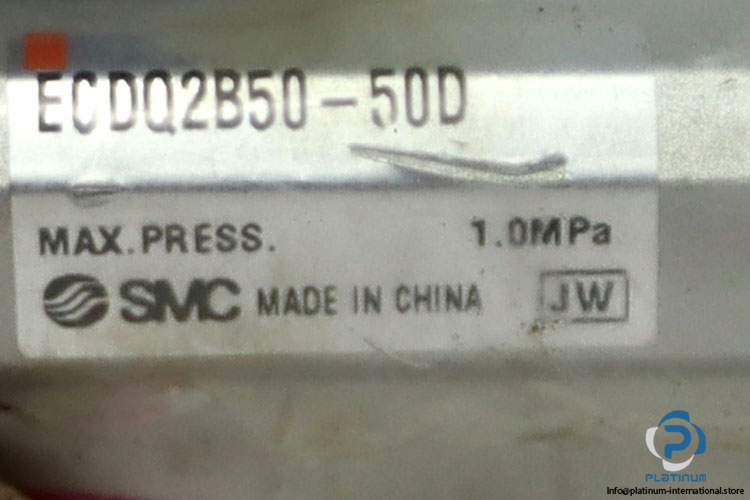 ECDQ2B50-50D
MAX.PRESS. 1.0MPa
SMC MADE IN CHINA JW
PLATINUM
Info@platinum-international.store